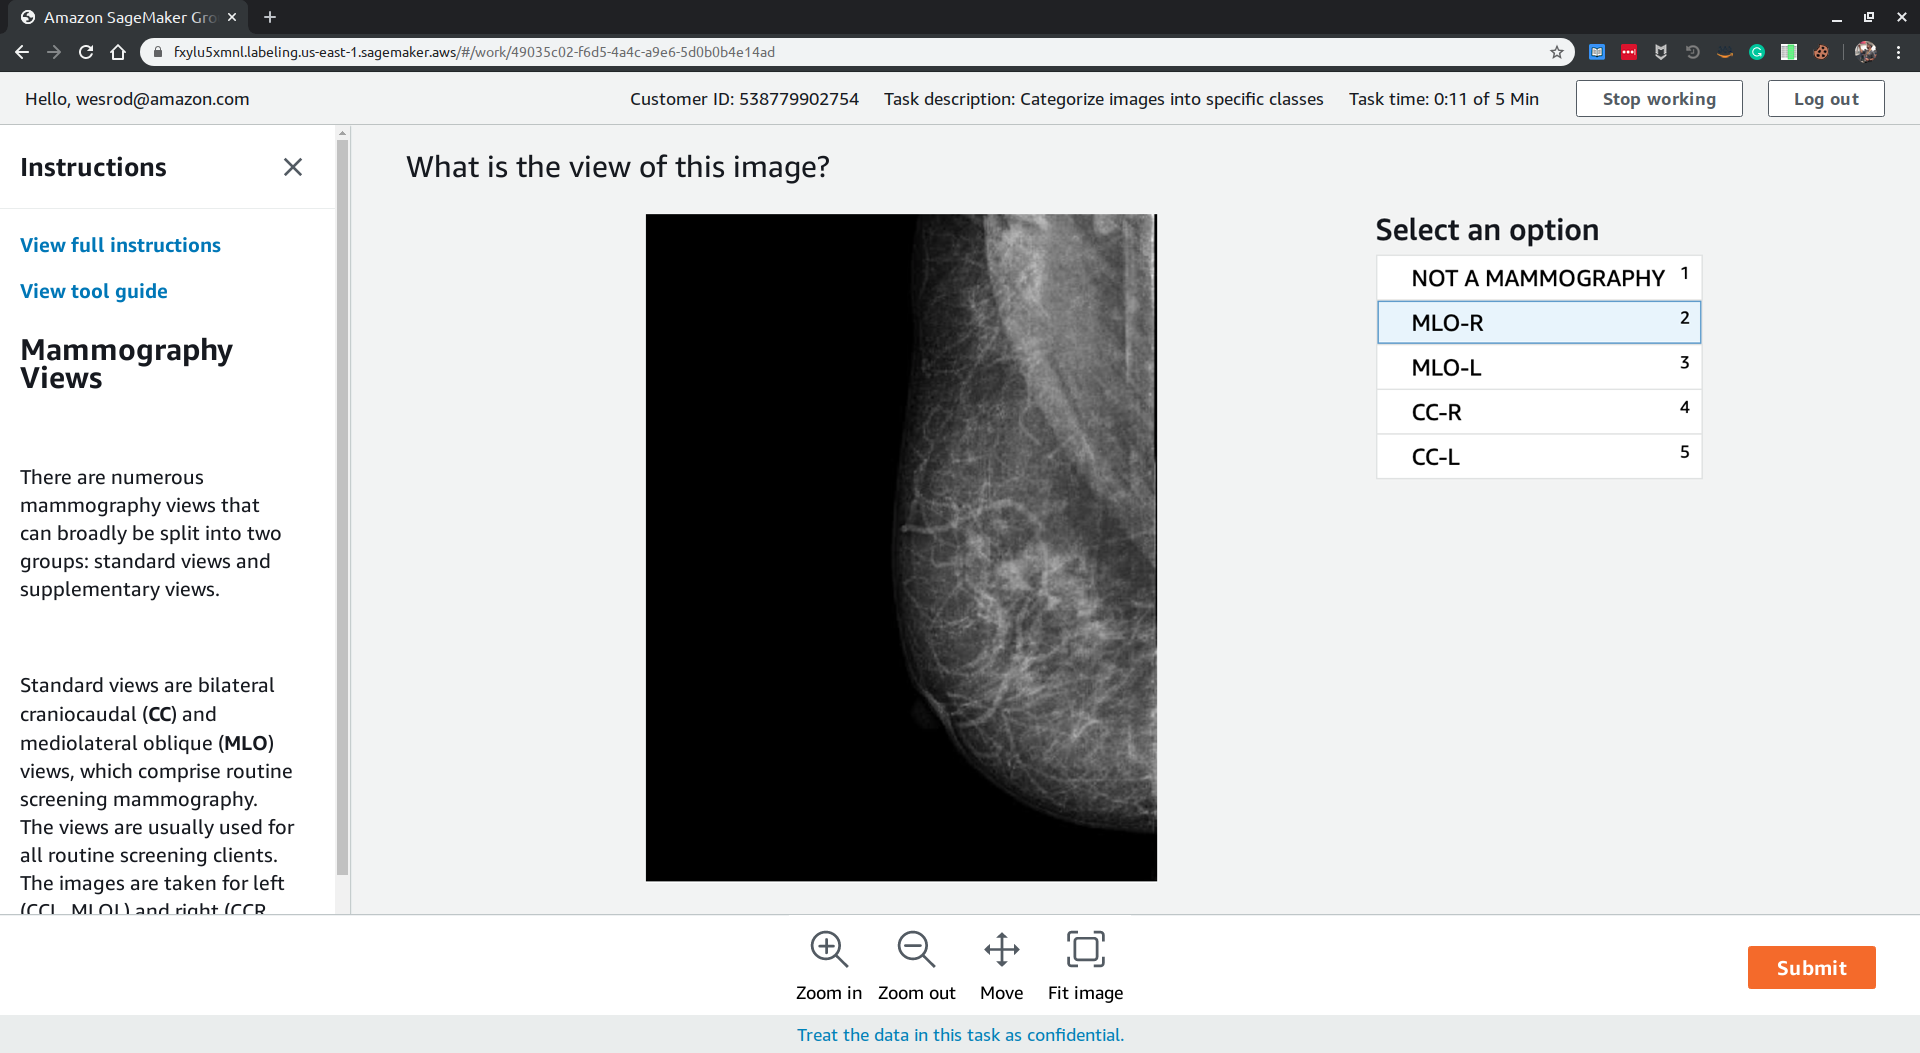 Amazon SageMaker Gro
fxylu5xmnl.labeling.us-east-1.sagemaker.aws/#/work/49035c02-f6d5-4a4c-a9e6-5d0b0b4e14ad
Hello, wesrod@amazon.com
Customer ID: 538779902754
Task description: Categorize images into specific classes
Task time: 0:11 of 5 Min
Stop working
Log out
Instructions
View full instructions
View tool guide
Mammography
Views
There are numerous
mammography views that
can broadly be split into two
groups: standard views and
supplementary views.
Standard views are bilateral
craniocaudal (CC) and
mediolateral oblique (MLO)
views, which comprise routine
screening mammography.
The views are usually used for
all routine screening clients.
The images are taken for left
(CCL, MLOL) and right (CCR,
What is the view of this image?
Select an option
NOT A MAMMOGRAPHY 1
MLO-R 2
MLO-L 3
CC-R 4
CC-L 5
Zoom in
Zoom out
Move
Fit image
Submit
Treat the data in this task as confidential.